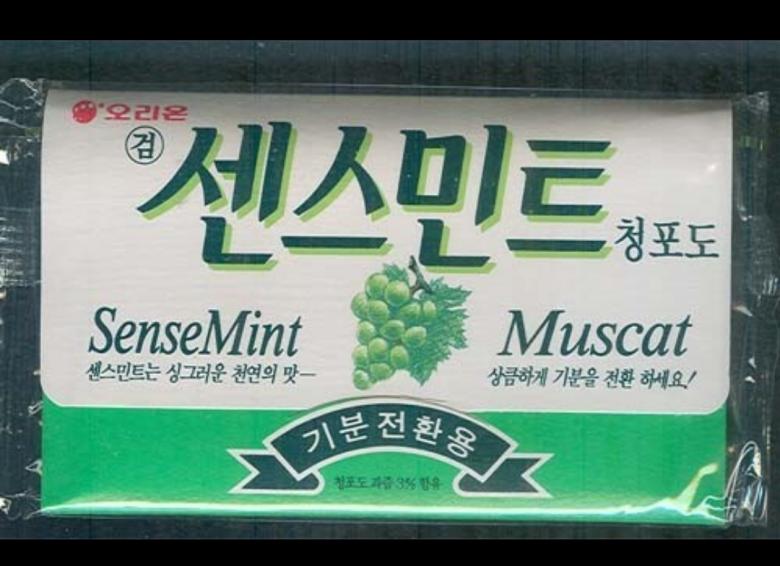 오리온
검 센스민트 청포도
SenseMint
센스민트는 싱그러운 천연의 맛—
Muscat
상큼하게 기분을 전환 하세요!
기분전환용
청포도 과즙 3% 함유